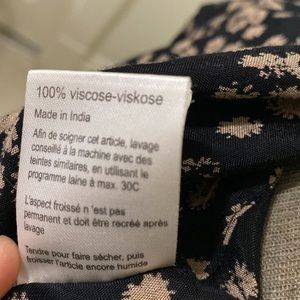 100% viscose-viskose
Made in India
Afin de soigner cet article, lavage
conseillé à la machine avec des
teintes similaires, en utilisant le
programme laine à max. 30C
L'aspect froissé n 'est pas
permanent et doit être recréé après
lavage
Tendre pour faire sécher, puis
froisser l'article encore humide